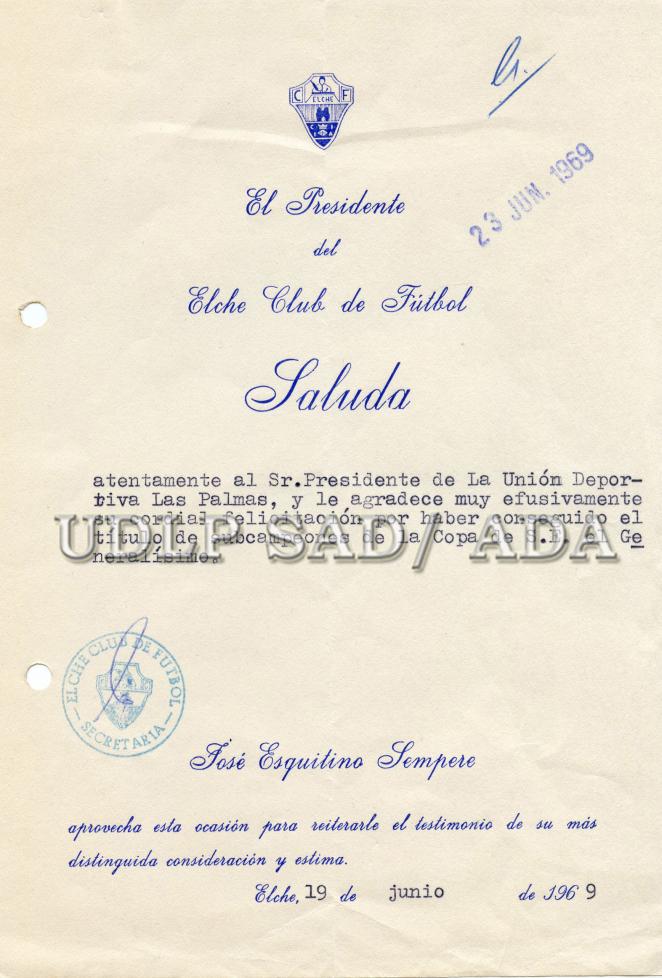 C F
ELCHE
23 JUN. 1969
El Presidente
del
Elche Club de Fútbol
Saluda
atentamente al Sr.Presidente de La Unión Depor-
tiva Las Palmas, y le agradece muy efusivamente
su cordial felicitación por haber conseguido el
título de subcampeones de la Copa de S.E. el Ge
neralísimo.
UDLP SAD/ ADA
ELCHE CLUB DE FUTBOL
— SECRETARIA —
José Esquitino Sempere
aprovecha esta ocasión para reiterarle el testimonio de su más
distinguida consideración y estima.
Elche, 19 de junio de 1969